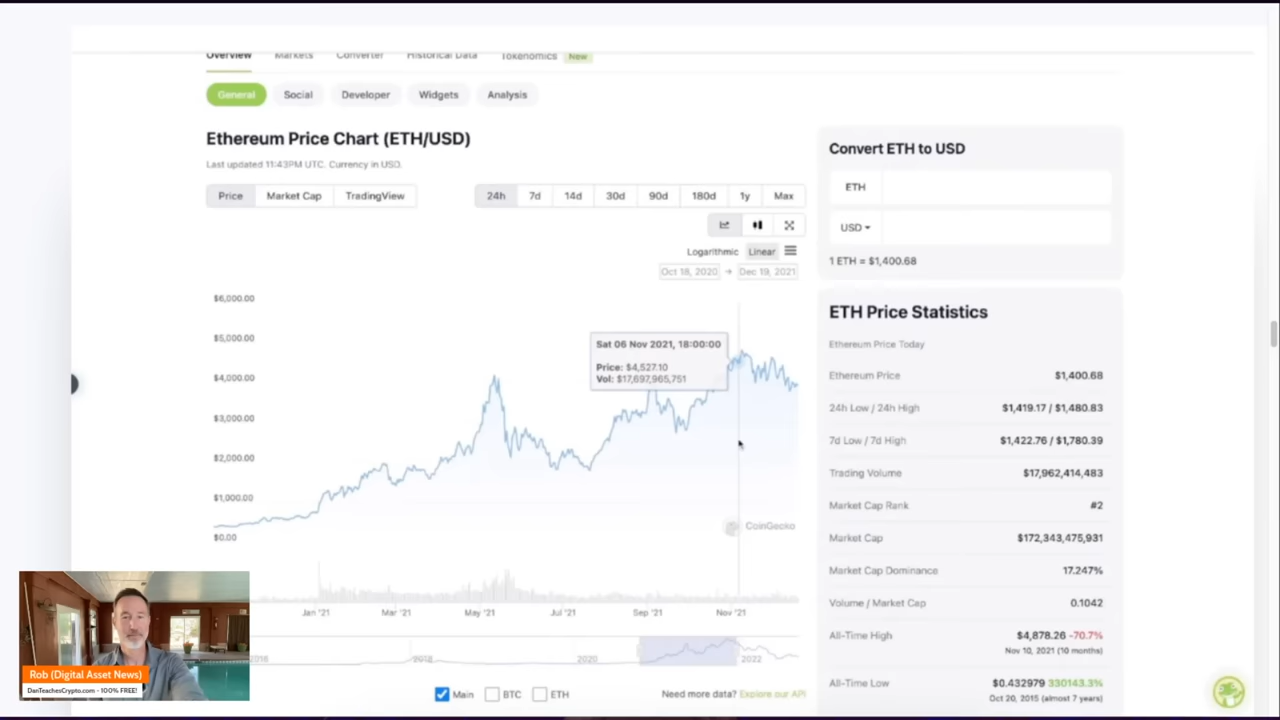 Overview Markets Converter Historical Data Tokenomics New
General Social Developer Widgets Analysis
Ethereum Price Chart (ETH/USD)
Last updated 11:43PM UTC. Currency in USD.
Price Market Cap TradingView
24h 7d 14d 30d 90d 180d 1y Max
Logarithmic Linear
Oct 18, 2020 → Dec 19, 2021
$6,000.00
$5,000.00
$4,000.00
$3,000.00
$2,000.00
$1,000.00
$0.00
Sat 06 Nov 2021, 18:00:00
Price: $4,527.10
Vol: $17,697,965,751
CoinGecko
Jan '21 Mar '21 May '21 Jul '21 Sep '21 Nov '21
2018 2020 2022
Main BTC ETH
Need more data? Explore our API
Convert ETH to USD
ETH
USD
1 ETH = $1,400.68
ETH Price Statistics
Ethereum Price Today
Ethereum Price $1,400.68
24h Low / 24h High $1,419.17 / $1,480.83
7d Low / 7d High $1,422.76 / $1,780.39
Trading Volume $17,962,414,483
Market Cap Rank #2
Market Cap $172,343,475,931
Market Cap Dominance 17.247%
Volume / Market Cap 0.1042
All-Time High $4,878.26 -70.7%
Nov 10, 2021 (10 months)
All-Time Low $0.432979 330143.3%
Oct 20, 2015 (almost 7 years)
Rob (Digital Asset News)
DanTeachesCrypto.com - 100% FREE!